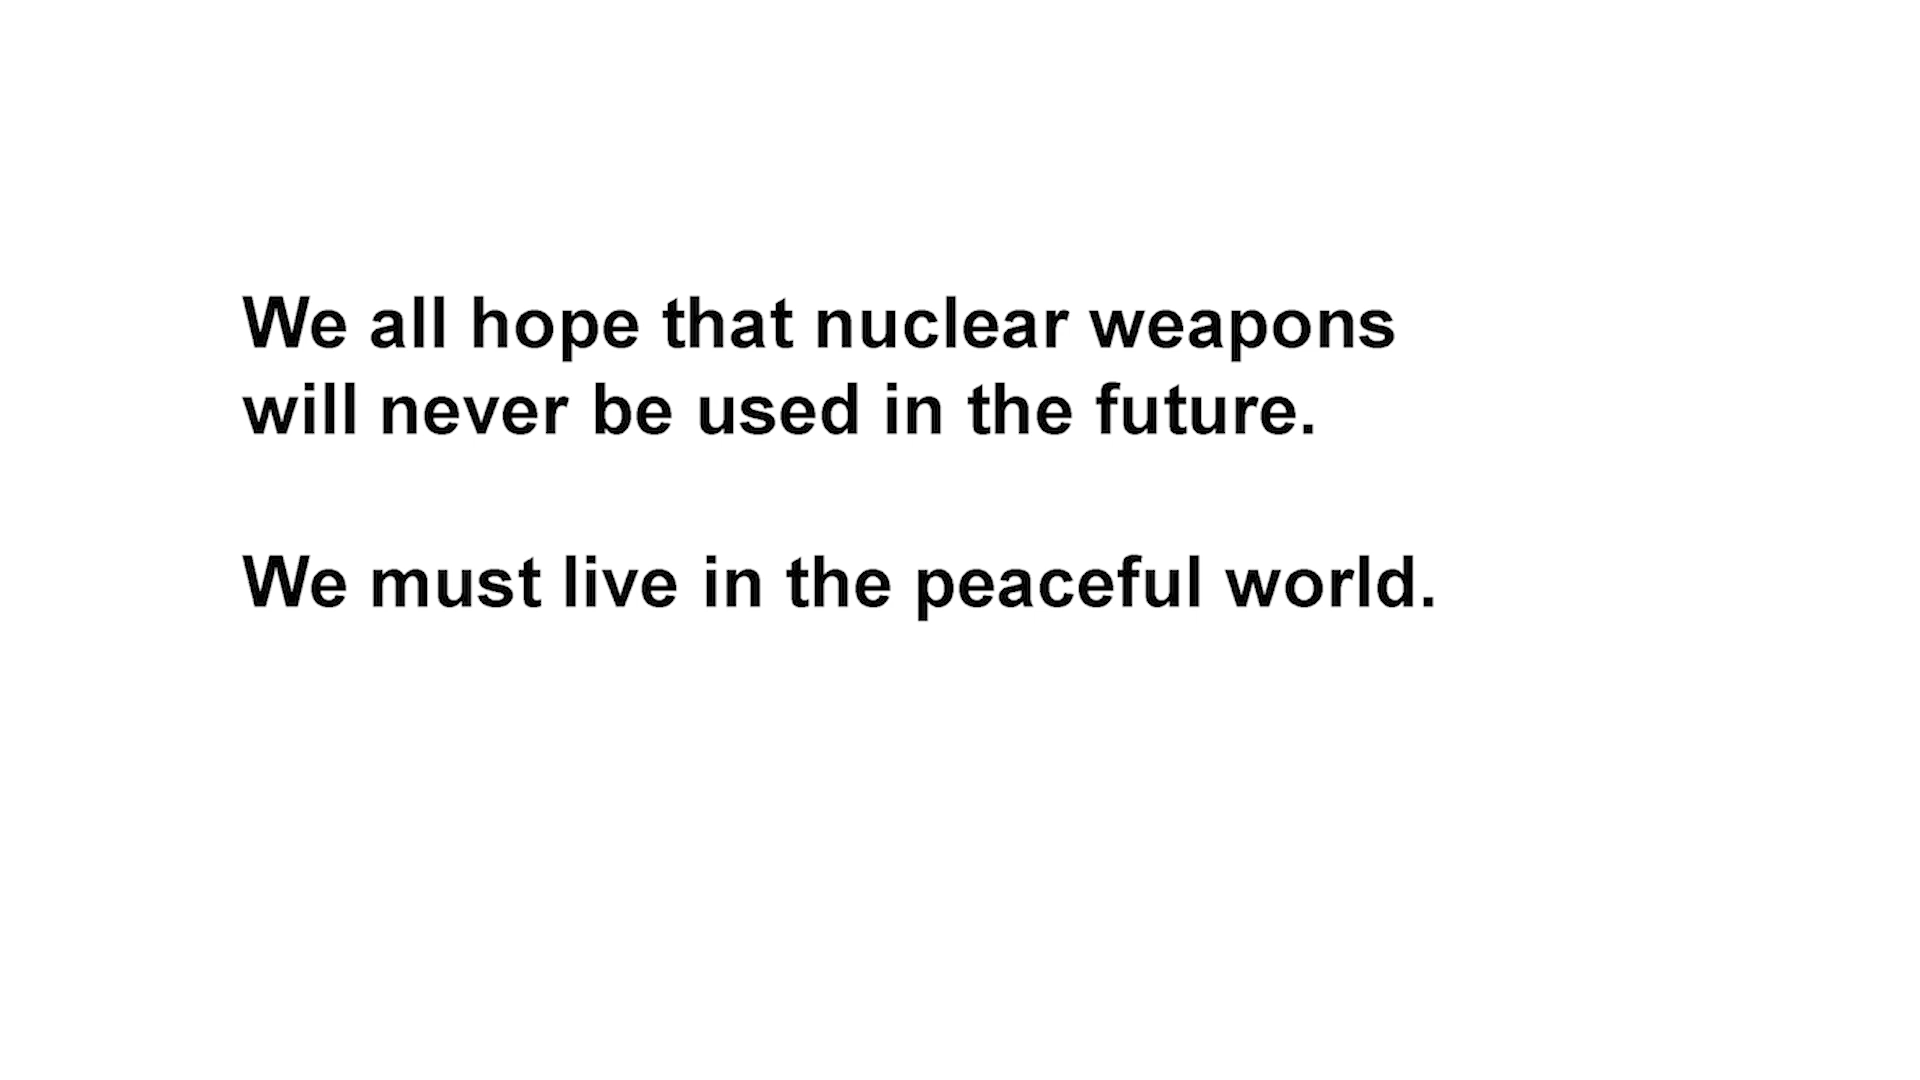 We all hope that nuclear weapons
will never be used in the future.
We must live in the peaceful world.